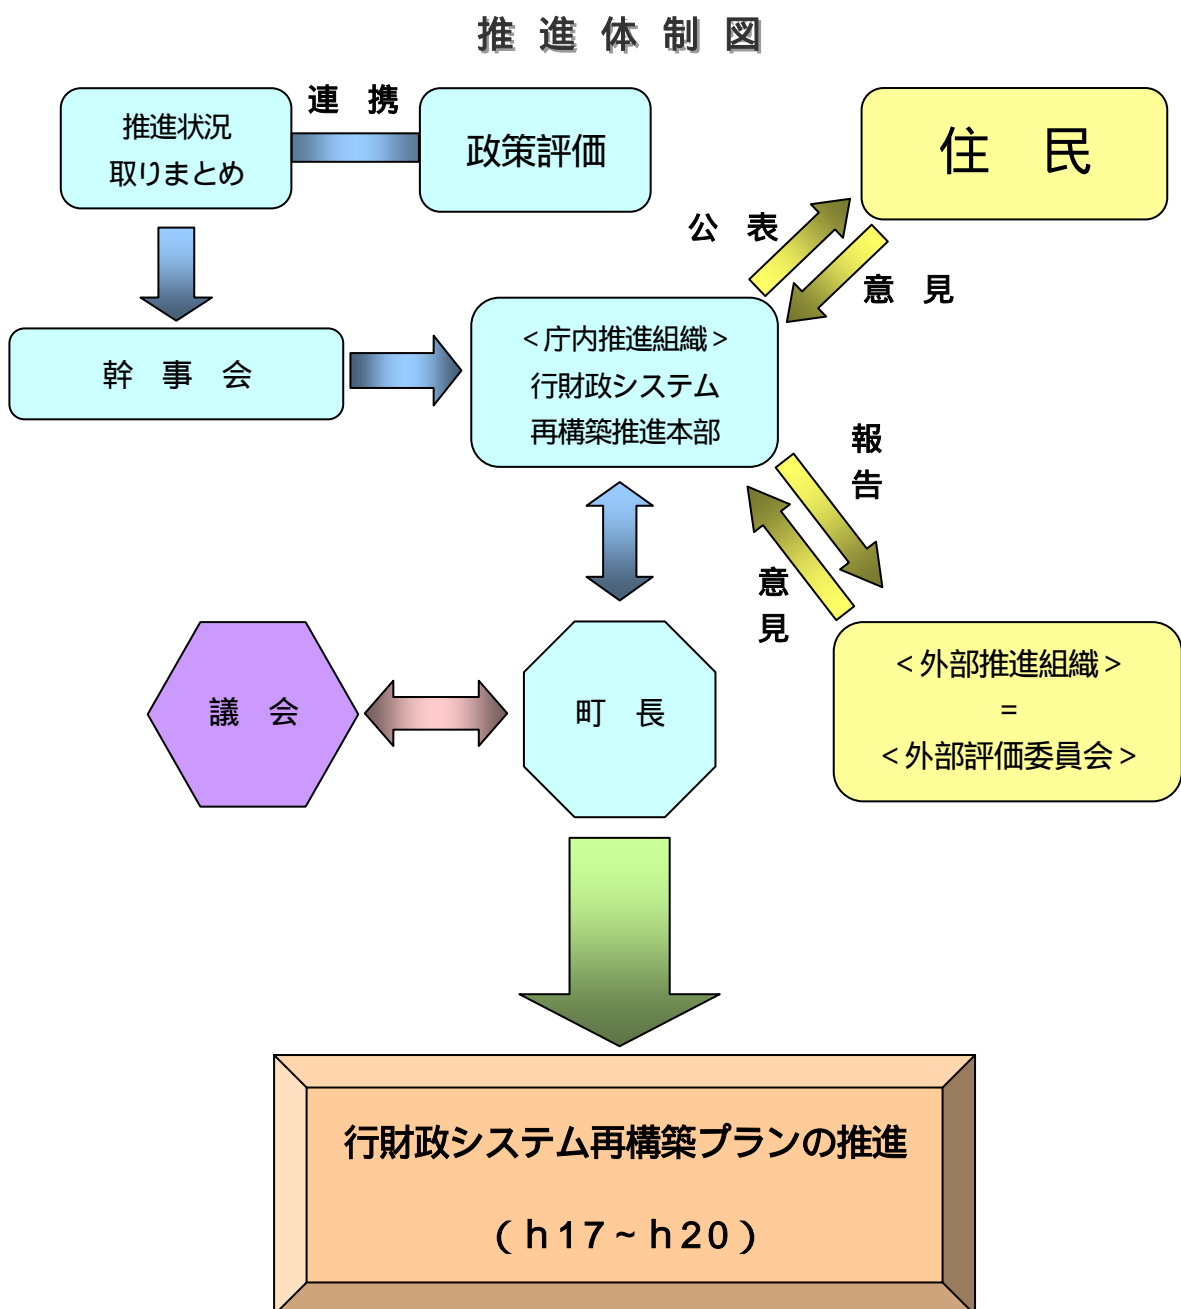 推 進 体 制 図
推進状況
取りまとめ
連 携
政策評価
住 民
公 表
意 見
幹 事 会
<庁内推進組織>
行財政システム
再構築推進本部
報
告
意
見
議 会
町 長
<外部推進組織>
=
<外部評価委員会>
行財政システム再構築プランの推進
（ｈ１７~ｈ２０）